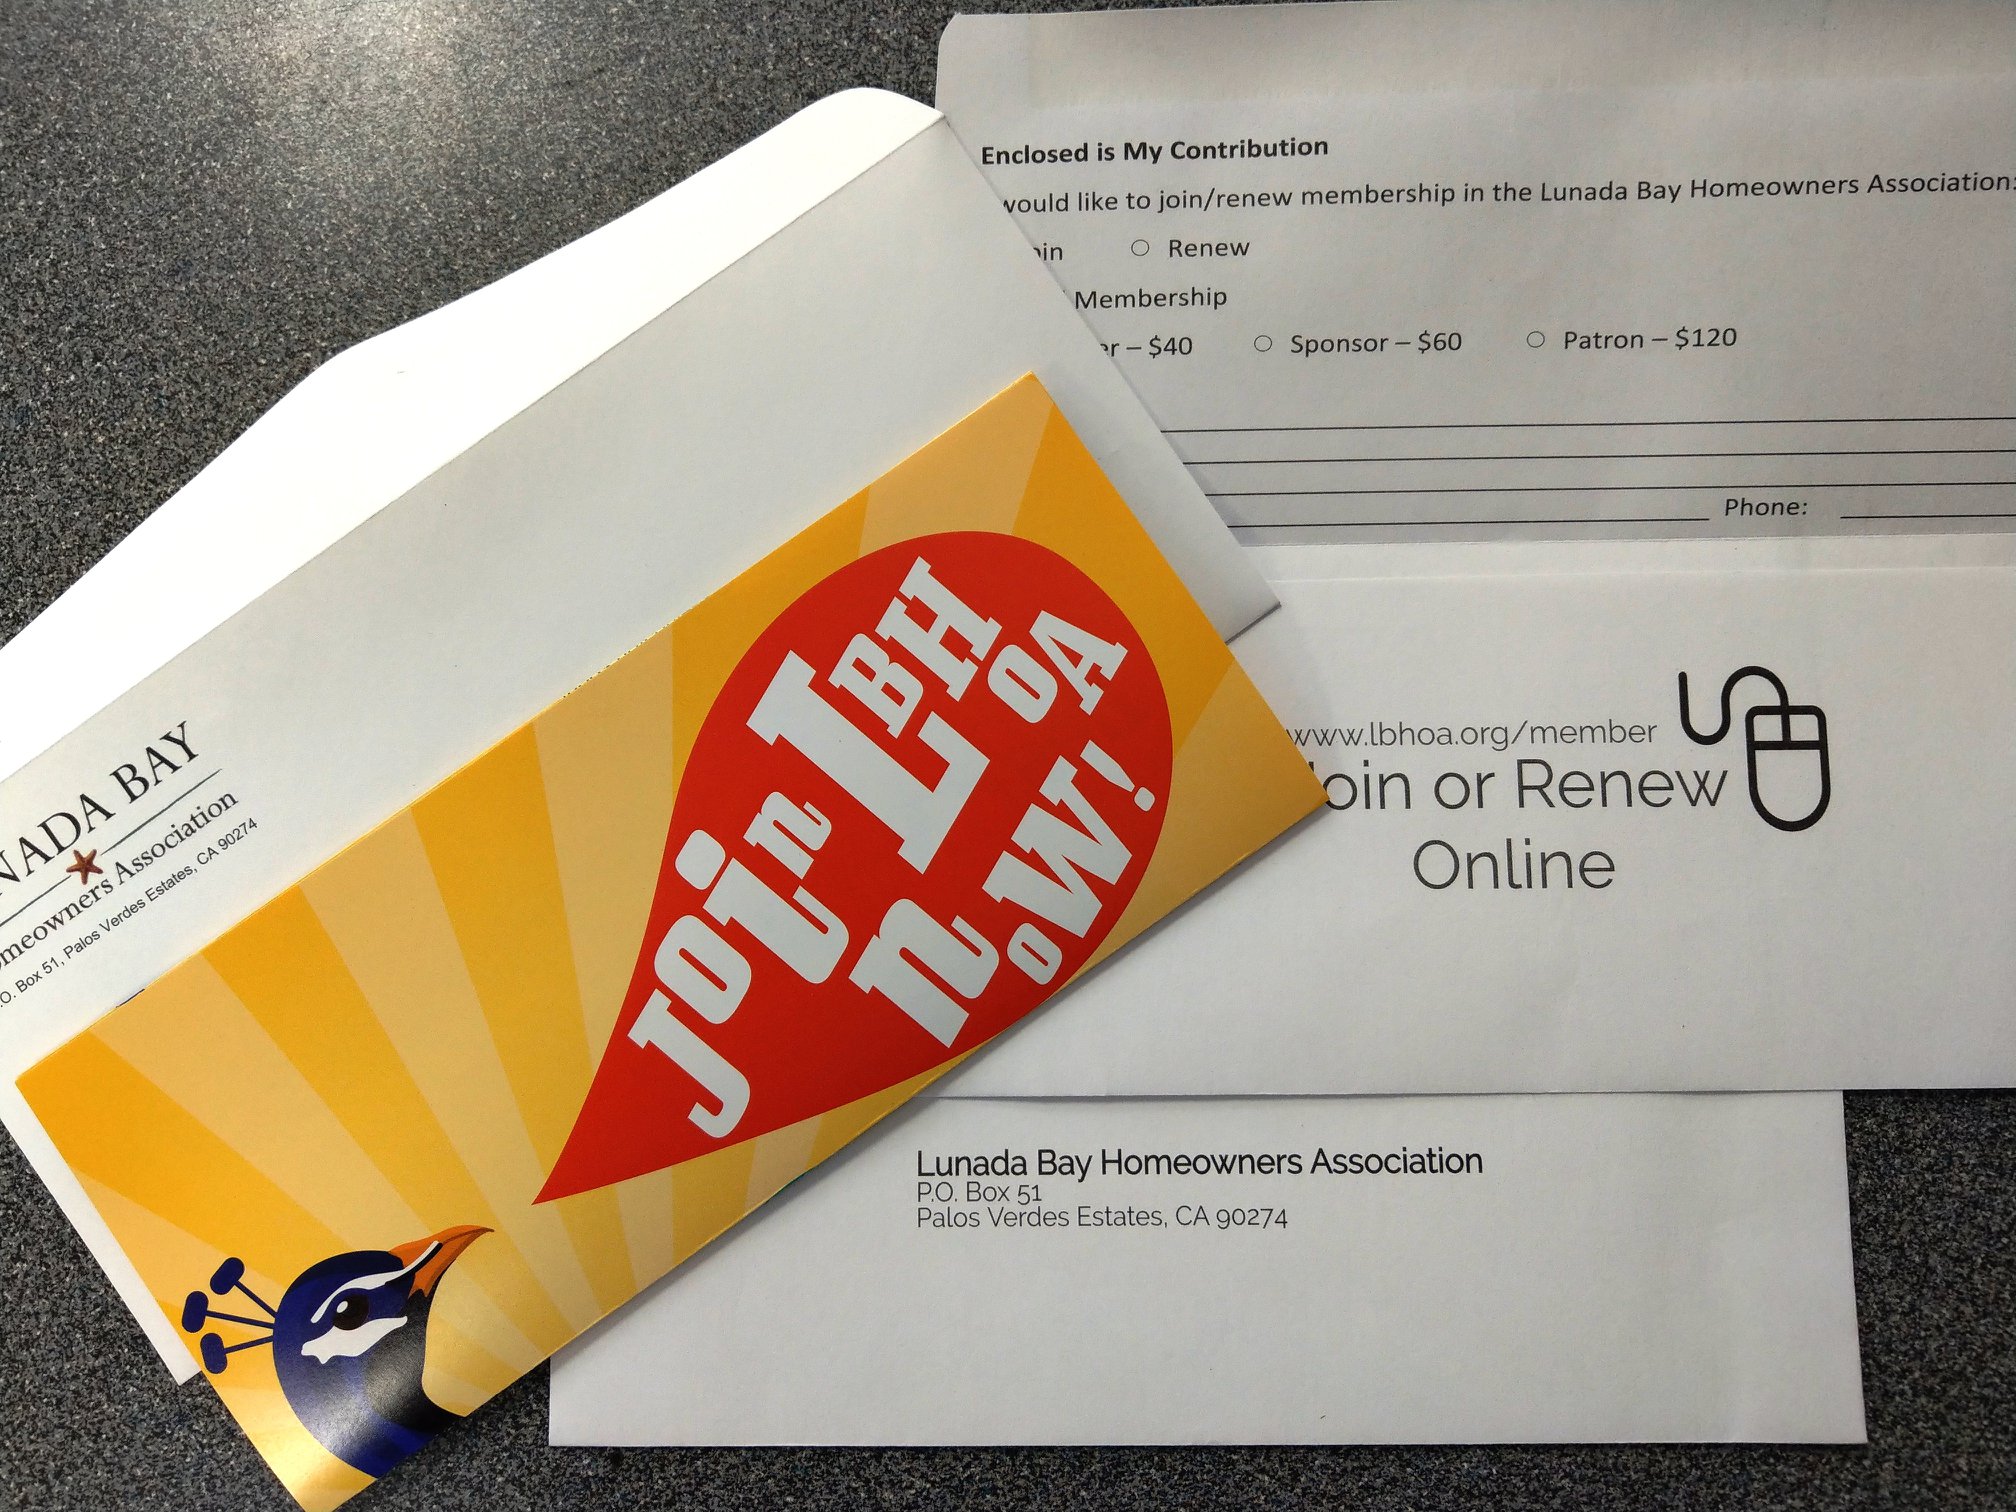 Enclosed is My Contribution
would like to join/renew membership in the Lunada Bay Homeowners Association:
Renew
Membership
– $40 Sponsor – $60 Patron – $120
Phone:
www.lbhoa.org/member
Join or Renew
Online
Lunada Bay Homeowners Association
P.O. Box 51
Palos Verdes Estates, CA 90274
NADA BAY
meowners Association
P.O. Box 51, Palos Verdes Estates, CA 90274
Join LBHOA now!